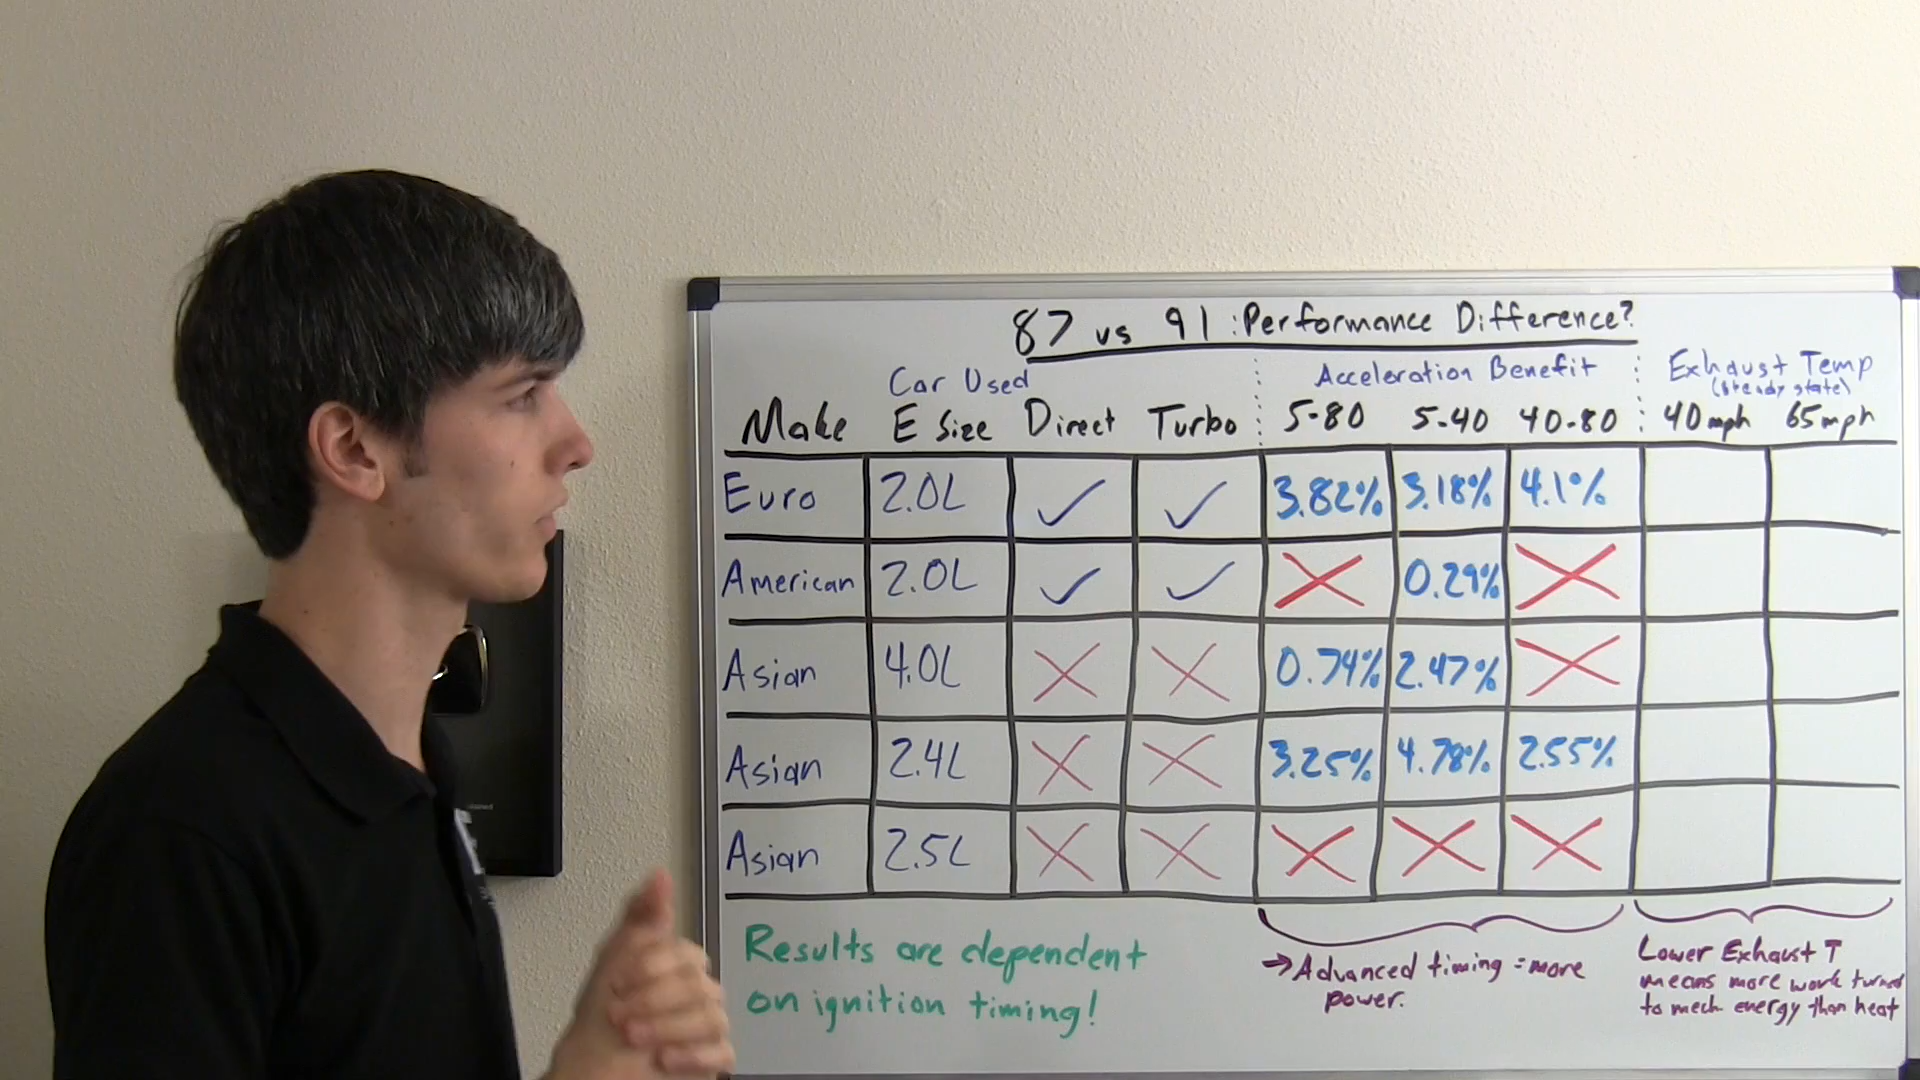 87 vs 91: Performance Difference?
Car Used
Acceleration Benefit
Exhaust Temp
(steady state)
Make E Size Direct Turbo 5-80 5-40 40-80 40mph 65mph
Euro 2.0L ✓ ✓ 3.82% 3.18% 4.1%
American 2.0L ✓ ✓ X 0.29% X
Asian 4.0L X X 0.74% 2.47% X
Asian 2.4L X X 3.25% 4.78% 2.55%
Asian 2.5L X X X X X
Results are dependent
on ignition timing!
→ Advanced timing = more
power.
Lower Exhaust T
means more work turned
to mech energy than heat